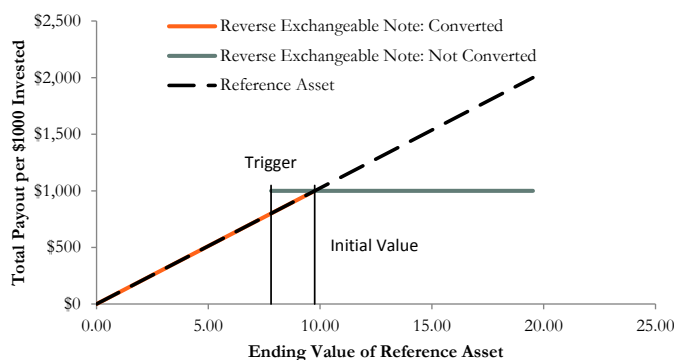 $2,500
Reverse Exchangeable Note: Converted
Reverse Exchangeable Note: Not Converted
Reference Asset
$2,000
$1,500
Trigger
$1,000
Initial Value
$500
$0
0.00 5.00 10.00 15.00 20.00 25.00
Ending Value of Reference Asset
Total Payout per $1000 Invested